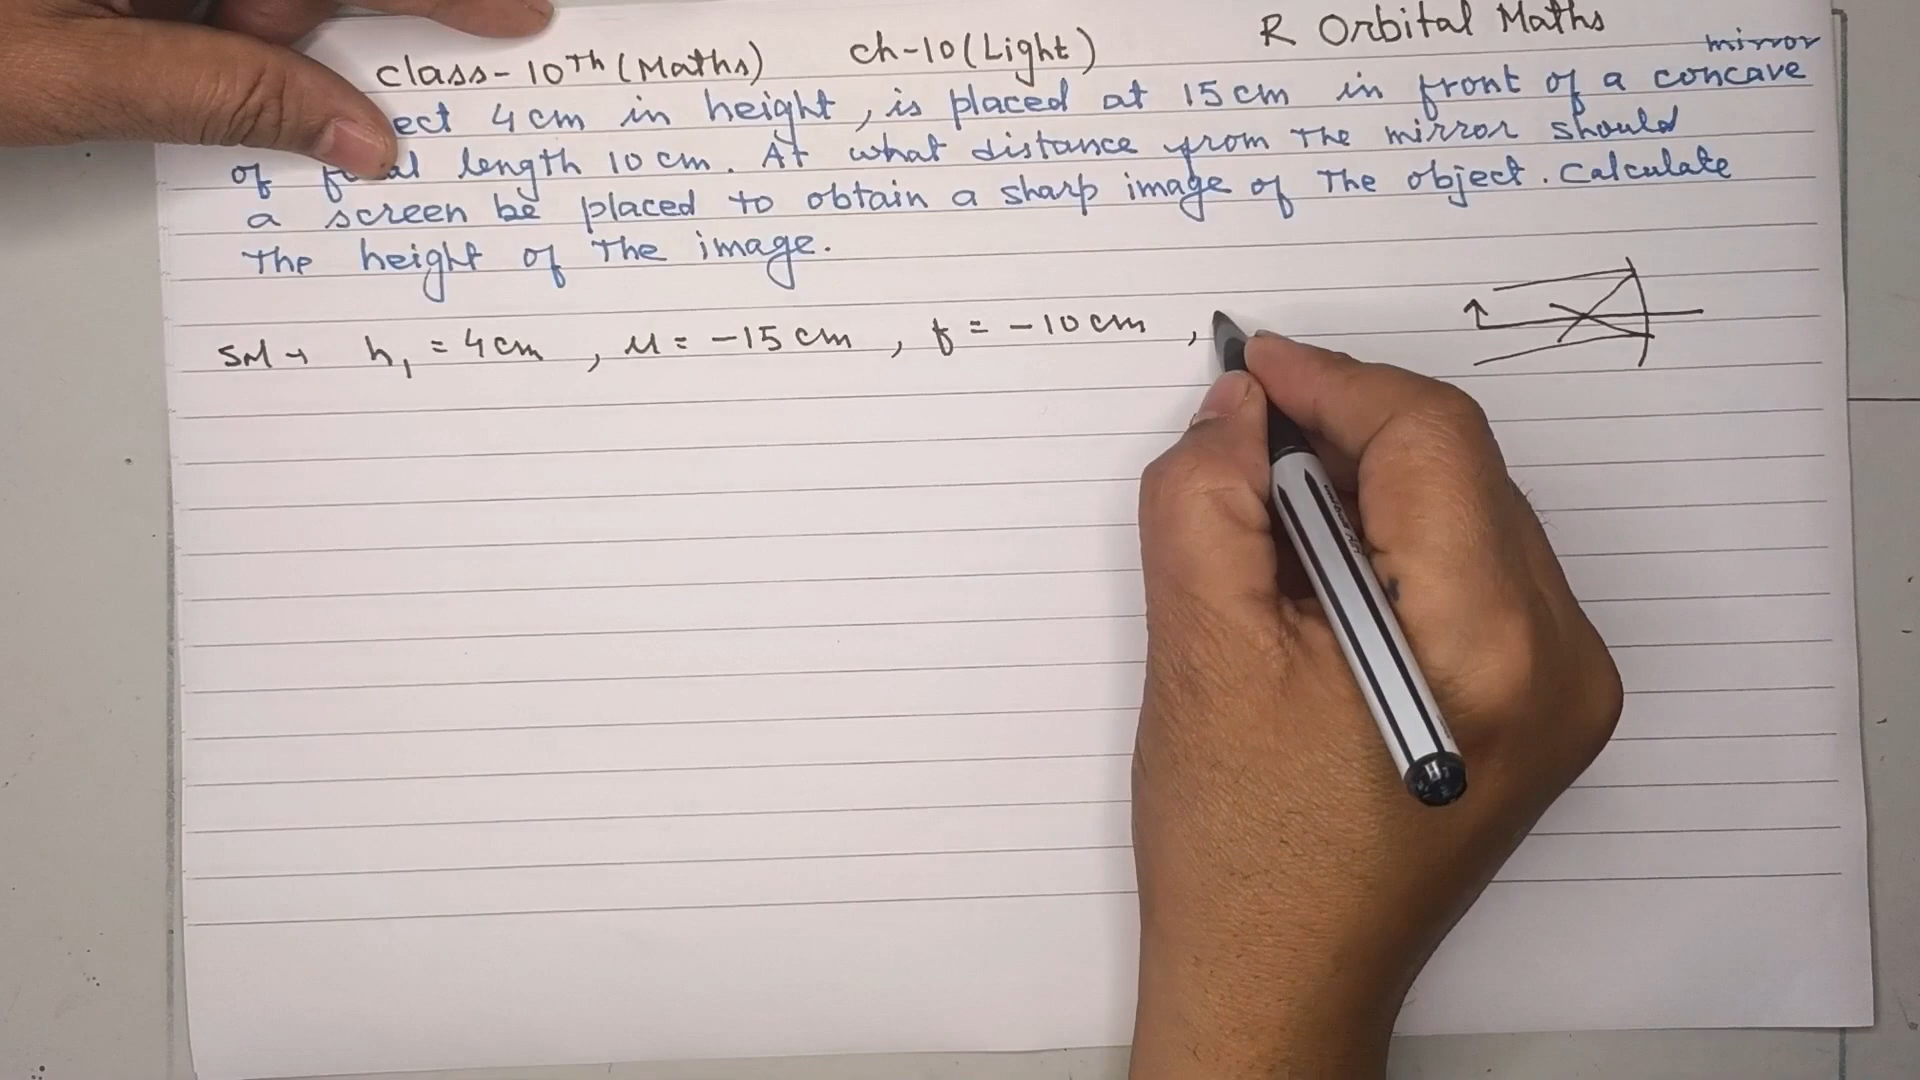 R Orbital Maths
class-10Th (Maths) ch-10 (Light)
mirror
ect 4 cm in height, is placed at 15 cm in front of a concave
of al length 10 cm. At what distance from The mirror should
a screen be placed to obtain a sharp image of The object. Calculate
The height of The image.
Sol → h₁ = 4 cm, u = -15 cm, f = -10 cm,